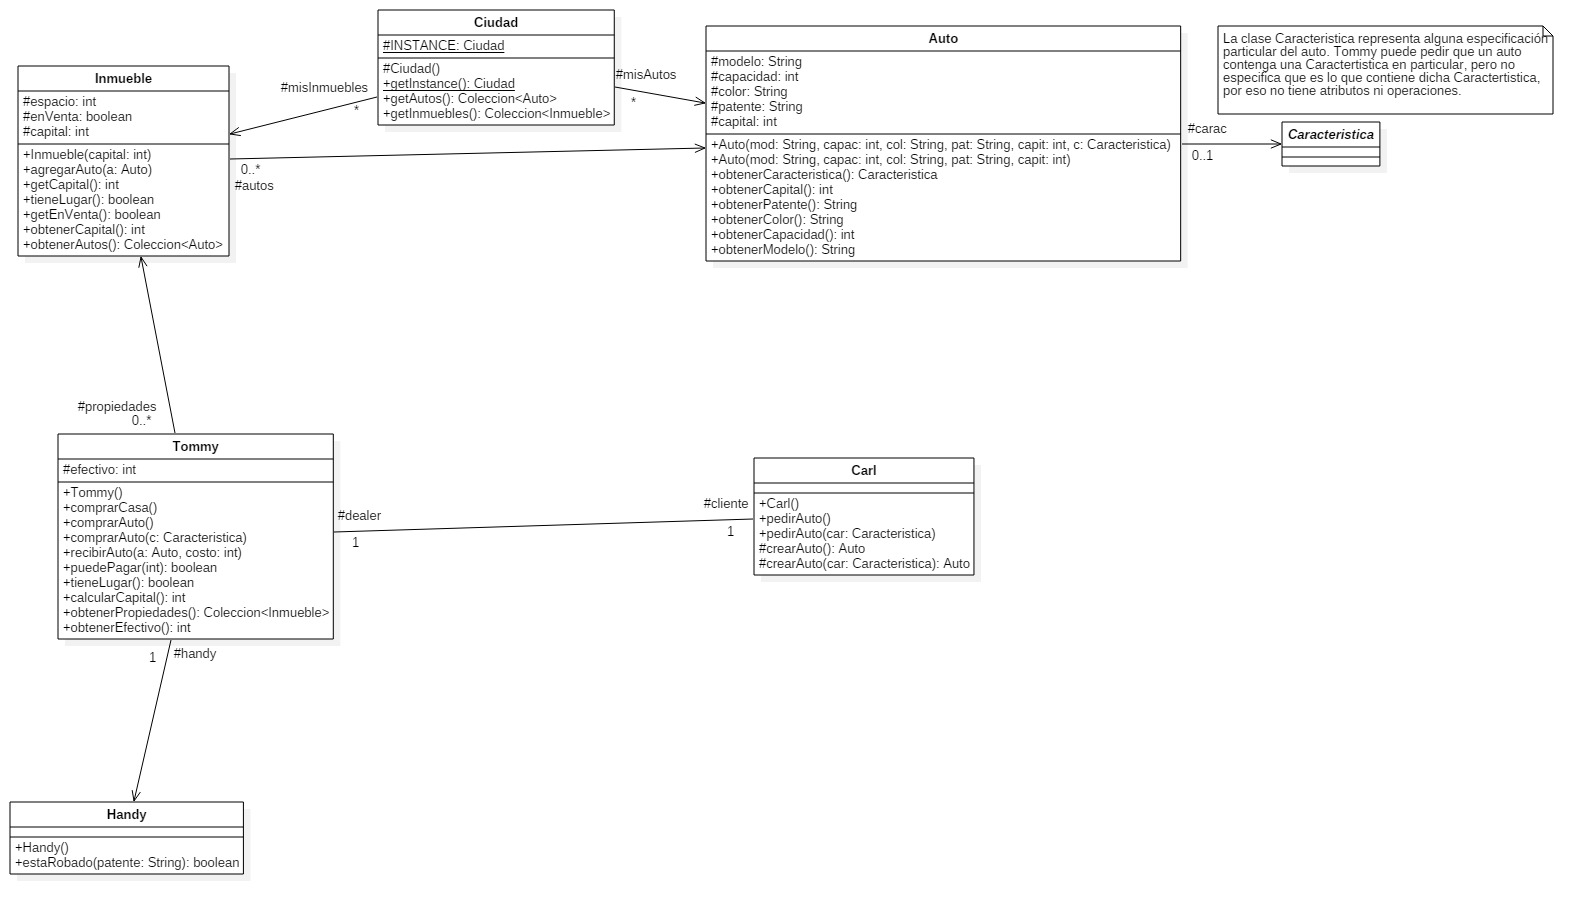 Ciudad
#INSTANCE: Ciudad
#Ciudad()
+getInstance(): Ciudad
+getAutos(): Coleccion<Auto>
+getInmuebles(): Coleccion<Inmueble>
#misInmuebles
*
#misAutos
*
Inmueble
#espacio: int
#enVenta: boolean
#capital: int
+Inmueble(capital: int)
+agregarAuto(a: Auto)
+getCapital(): int
+tieneLugar(): boolean
+getEnVenta(): boolean
+obtenerCapital(): int
+obtenerAutos(): Coleccion<Auto>
0..*
#autos
Auto
#modelo: String
#capacidad: int
#color: String
#patente: String
#capital: int
+Auto(mod: String, capac: int, col: String, pat: String, capit: int, c: Caracteristica)
+Auto(mod: String, capac: int, col: String, pat: String, capit: int)
+obtenerCaracteristica(): Caracteristica
+obtenerCapital(): int
+obtenerPatente(): String
+obtenerColor(): String
+obtenerCapacidad(): int
+obtenerModelo(): String
La clase Caracteristica representa alguna especificación
particular del auto. Tommy puede pedir que un auto
contenga una Caractertistica en particular, pero no
especifica que es lo que contiene dicha Caractertistica,
por eso no tiene atributos ni operaciones.
#carac
0..1
Caracteristica
#propiedades
0..*
Tommy
#efectivo: int
+Tommy()
+comprarCasa()
+comprarAuto()
+comprarAuto(c: Caracteristica)
+recibirAuto(a: Auto, costo: int)
+puedePagar(int): boolean
+tieneLugar(): boolean
+calcularCapital(): int
+obtenerPropiedades(): Coleccion<Inmueble>
+obtenerEfectivo(): int
#dealer
1
#cliente
1
Carl
+Carl()
+pedirAuto()
+pedirAuto(car: Caracteristica)
#crearAuto(): Auto
#crearAuto(car: Caracteristica): Auto
1
#handy
Handy
+Handy()
+estaRobado(patente: String): boolean